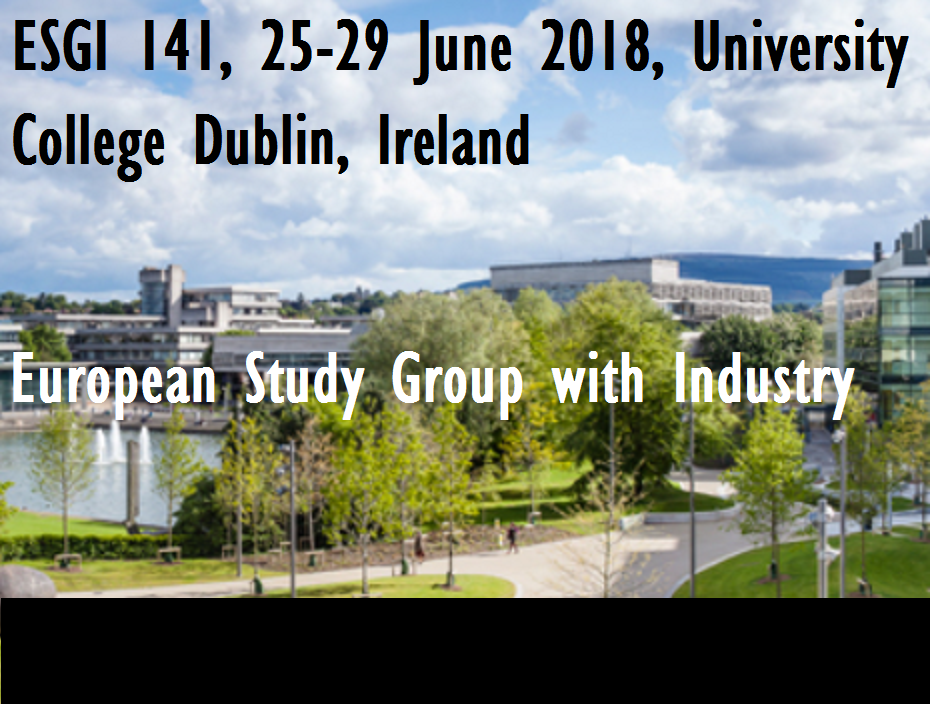 ESGI 141, 25-29 June 2018, University
College Dublin, Ireland
European Study Group with Industry